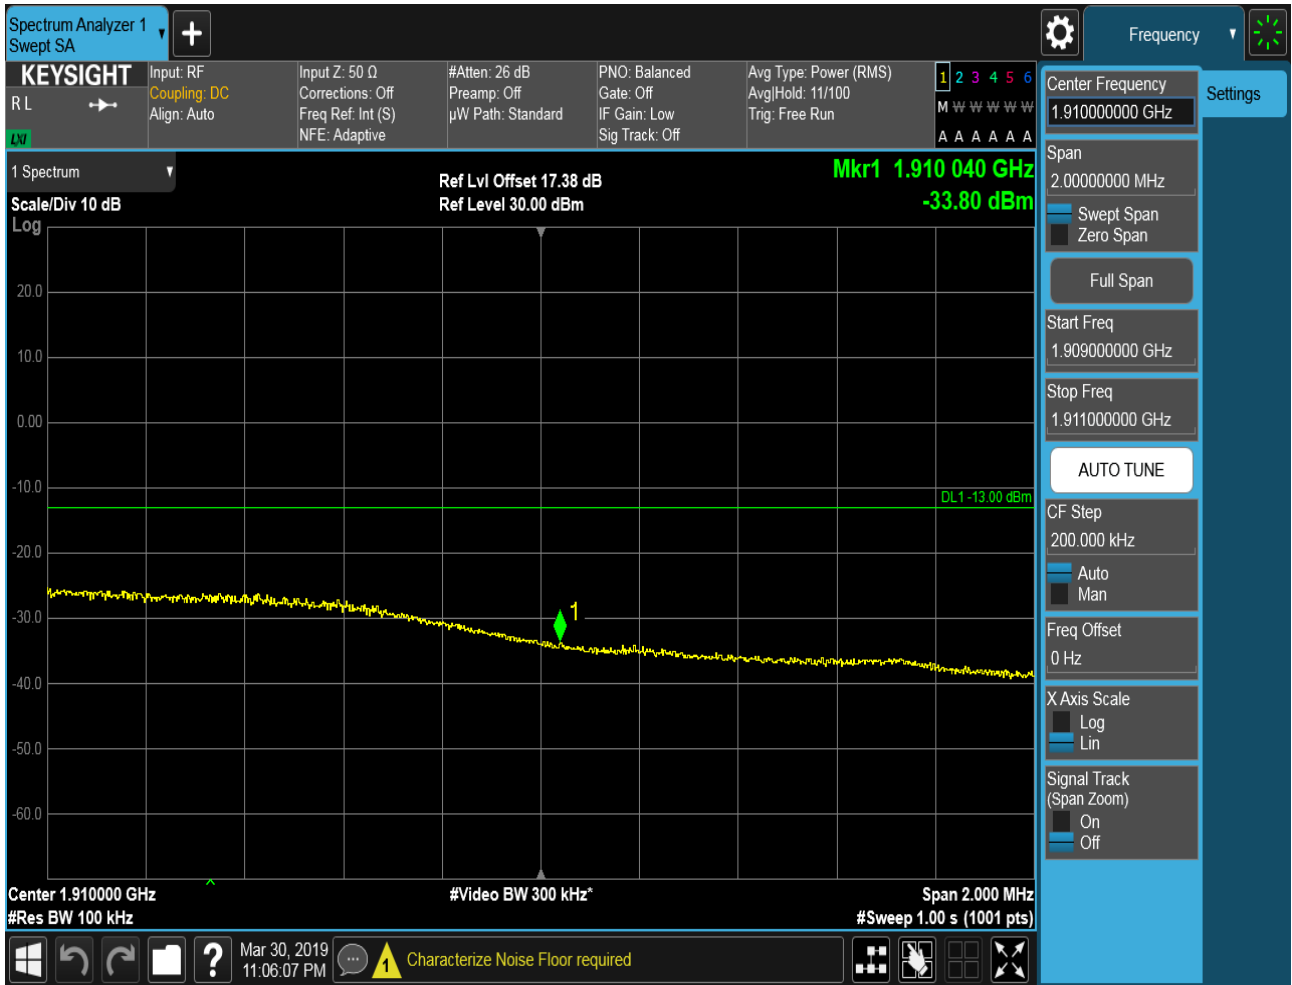 Spectrum Analyzer 1
Swept SA
Frequency
KEYSIGHT
R L
LXI
Input: RF
Coupling: DC
Align: Auto
Input Z: 50 Ω
Corrections: Off
Freq Ref: Int (S)
NFE: Adaptive
#Atten: 26 dB
Preamp: Off
µW Path: Standard
PNO: Balanced
Gate: Off
IF Gain: Low
Sig Track: Off
Avg Type: Power (RMS)
Avg|Hold: 11/100
Trig: Free Run
1 2 3 4 5 6
M W W W W W
A A A A A A
1 Spectrum
Scale/Div 10 dB
Log
Ref Lvl Offset 17.38 dB
Ref Level 30.00 dBm
Mkr1 1.910 040 GHz
-33.80 dBm
20.0
10.0
0.00
-10.0
-20.0
-30.0
-40.0
-50.0
-60.0
DL1 -13.00 dBm
1
Center 1.910000 GHz
#Res BW 100 kHz
#Video BW 300 kHz*
Span 2.000 MHz
#Sweep 1.00 s (1001 pts)
Center Frequency
1.910000000 GHz
Settings
Span
2.00000000 MHz
Swept Span
Zero Span
Full Span
Start Freq
1.909000000 GHz
Stop Freq
1.911000000 GHz
AUTO TUNE
CF Step
200.000 kHz
Auto
Man
Freq Offset
0 Hz
X Axis Scale
Log
Lin
Signal Track
(Span Zoom)
On
Off
?
Mar 30, 2019
11:06:07 PM
1
Characterize Noise Floor required